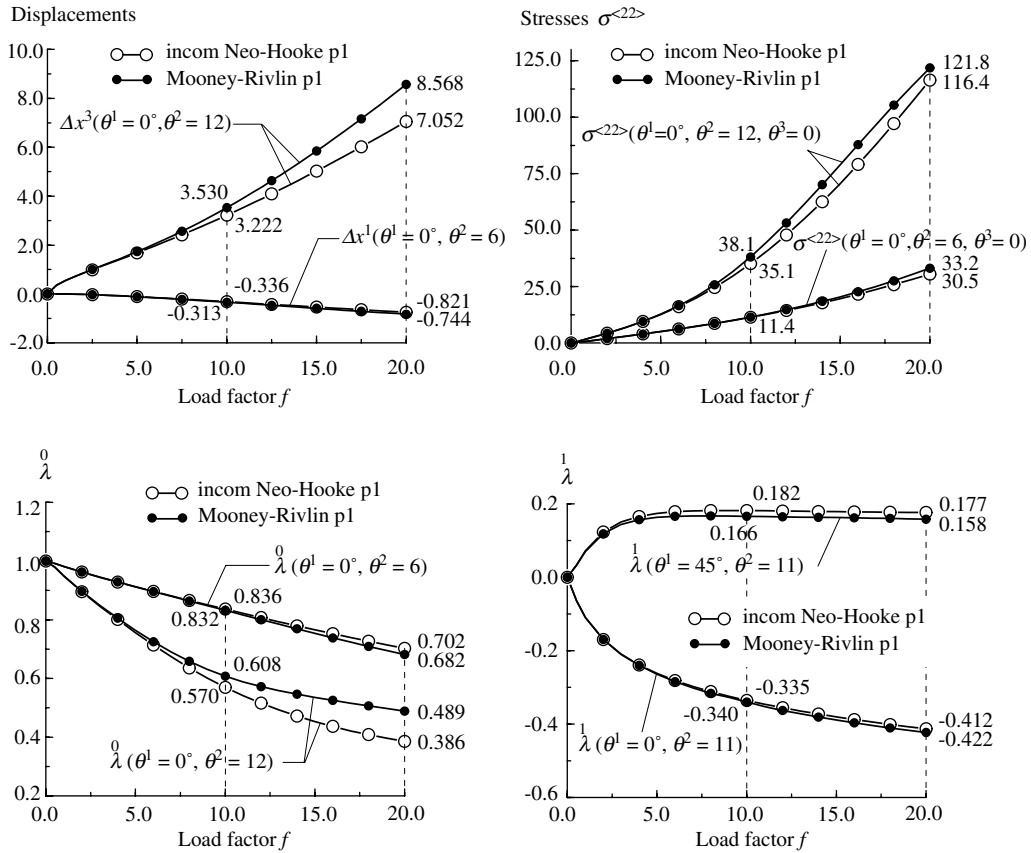 Displacements
incom Neo-Hooke p1
Mooney-Rivlin p1
10.0
8.0
6.0
4.0
2.0
0.0
-2.0
Δx³(θ¹ = 0°, θ² = 12)
8.568
7.052
3.530
3.222
Δx¹(θ¹ = 0°, θ² = 6)
-0.336
-0.313
-0.821
-0.744
0.0 5.0 10.0 15.0 20.0
Load factor f
Stresses σ<22>
incom Neo-Hooke p1
Mooney-Rivlin p1
125.0
100.0
75.0
50.0
25.0
0.0
121.8
116.4
σ<22>(θ¹=0°, θ² = 12, θ³=0)
38.1
35.1
σ<22>(θ¹ = 0°, θ² = 6, θ³ = 0)
33.2
30.5
11.4
0.0 5.0 10.0 15.0 20.0
Load factor f
0
λ
incom Neo-Hooke p1
Mooney-Rivlin p1
1.2
1.0
0.8
0.6
0.4
0.2
0
λ (θ¹ = 0°, θ² = 6)
0.836
0.832
0.702
0.682
0.608
0.570
0.489
0.386
0
λ (θ¹ = 0°, θ² = 12)
0.0 5.0 10.0 15.0 20.0
Load factor f
1
λ
0.2
0.0
-0.2
-0.4
-0.6
0.182
0.177
0.166
0.158
1
λ (θ¹ = 45°, θ² = 11)
incom Neo-Hooke p1
Mooney-Rivlin p1
-0.335
-0.340
-0.412
-0.422
1
λ (θ¹ = 0°, θ² = 11)
0.0 5.0 10.0 15.0 20.0
Load factor f